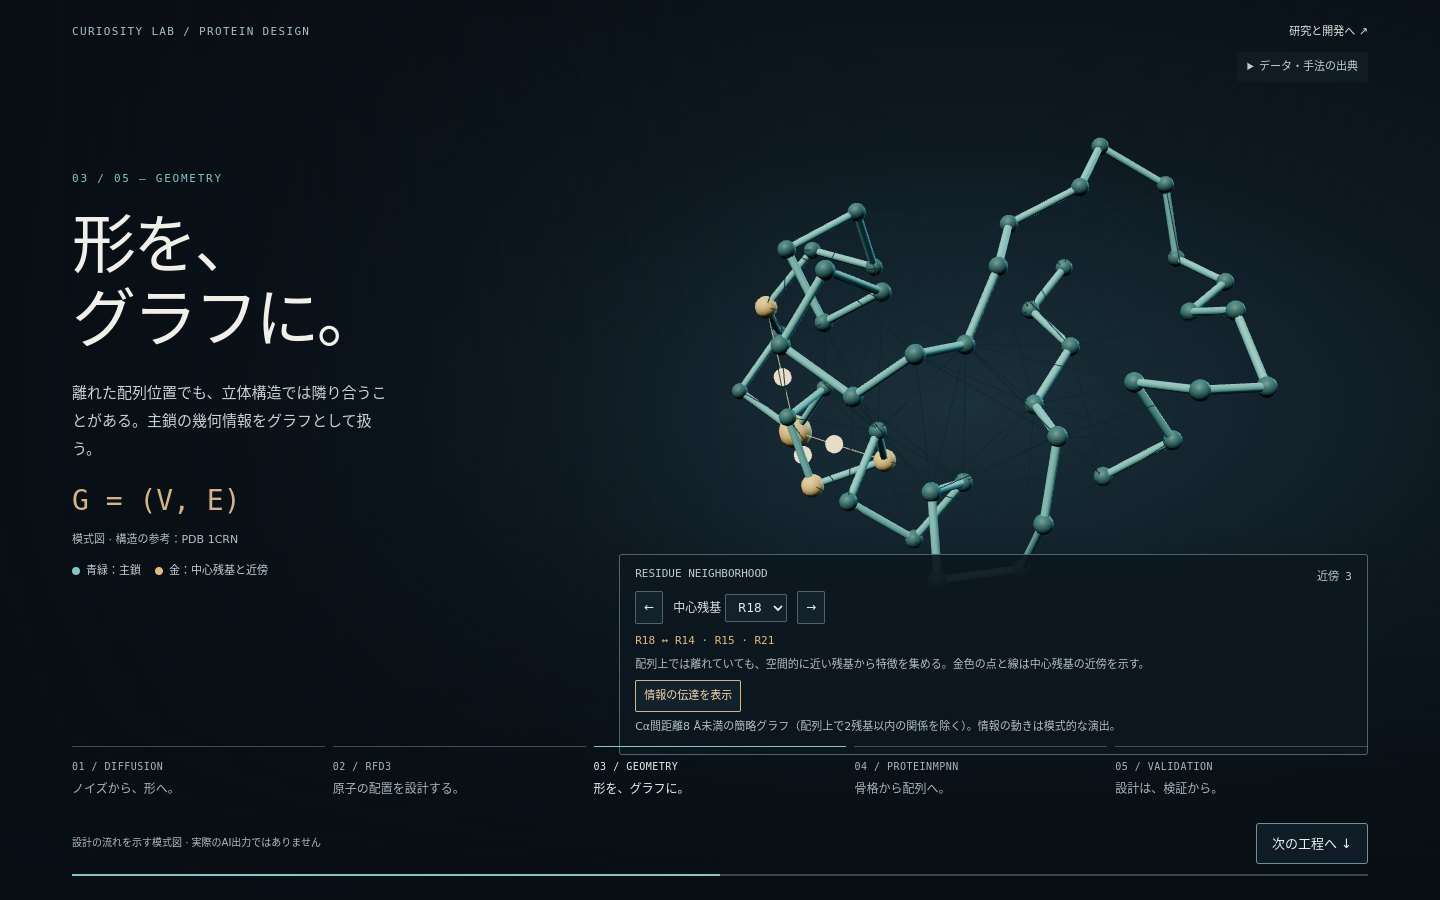 CURIOSITY LAB / PROTEIN DESIGN
研究と開発へ ↗
▶ データ・手法の出典
03 / 05 — GEOMETRY
形を、
グラフに。
離れた配列位置でも、立体構造では隣り合うこ
とがある。主鎖の幾何情報をグラフとして扱
う。
G = (V, E)
模式図 · 構造の参考：PDB 1CRN
青緑：主鎖 金：中心残基と近傍
RESIDUE NEIGHBORHOOD
近傍 3
← 中心残基 R18 →
R18 ↔ R14 · R15 · R21
配列上では離れていても、空間的に近い残基から特徴を集める。金色の点と線は中心残基の近傍を示す。
情報の伝達を表示
Cα間距離8 Å未満の簡略グラフ（配列上で2残基以内の関係を除く）。情報の動きは模式的な演出。
01 / DIFFUSION
ノイズから、形へ。
02 / RFD3
原子の配置を設計する。
03 / GEOMETRY
形を、グラフに。
04 / PROTEINMPNN
骨格から配列へ。
05 / VALIDATION
設計は、検証から。
設計の流れを示す模式図 · 実際のAI出力ではありません
次の工程へ ↓